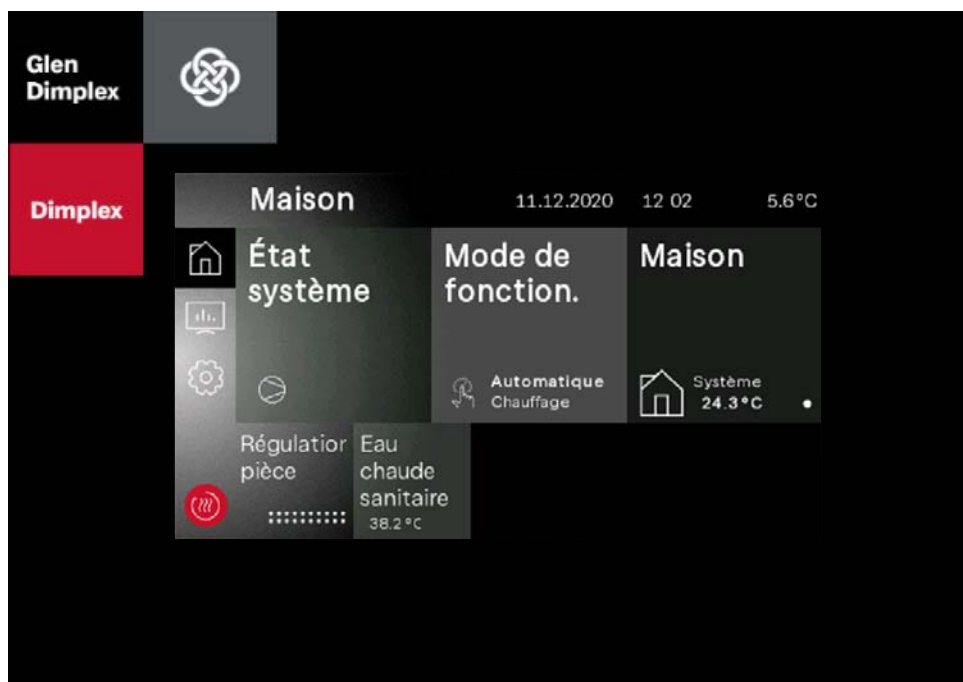 Glen
Dimplex
Dimplex
Maison
11.12.2020 12 02 5.6°C
État
système
Mode de
fonction.
Automatique
Chauffage
Maison
Système
24.3°C
Régulation
pièce
Eau
chaude
sanitaire
38.2°C